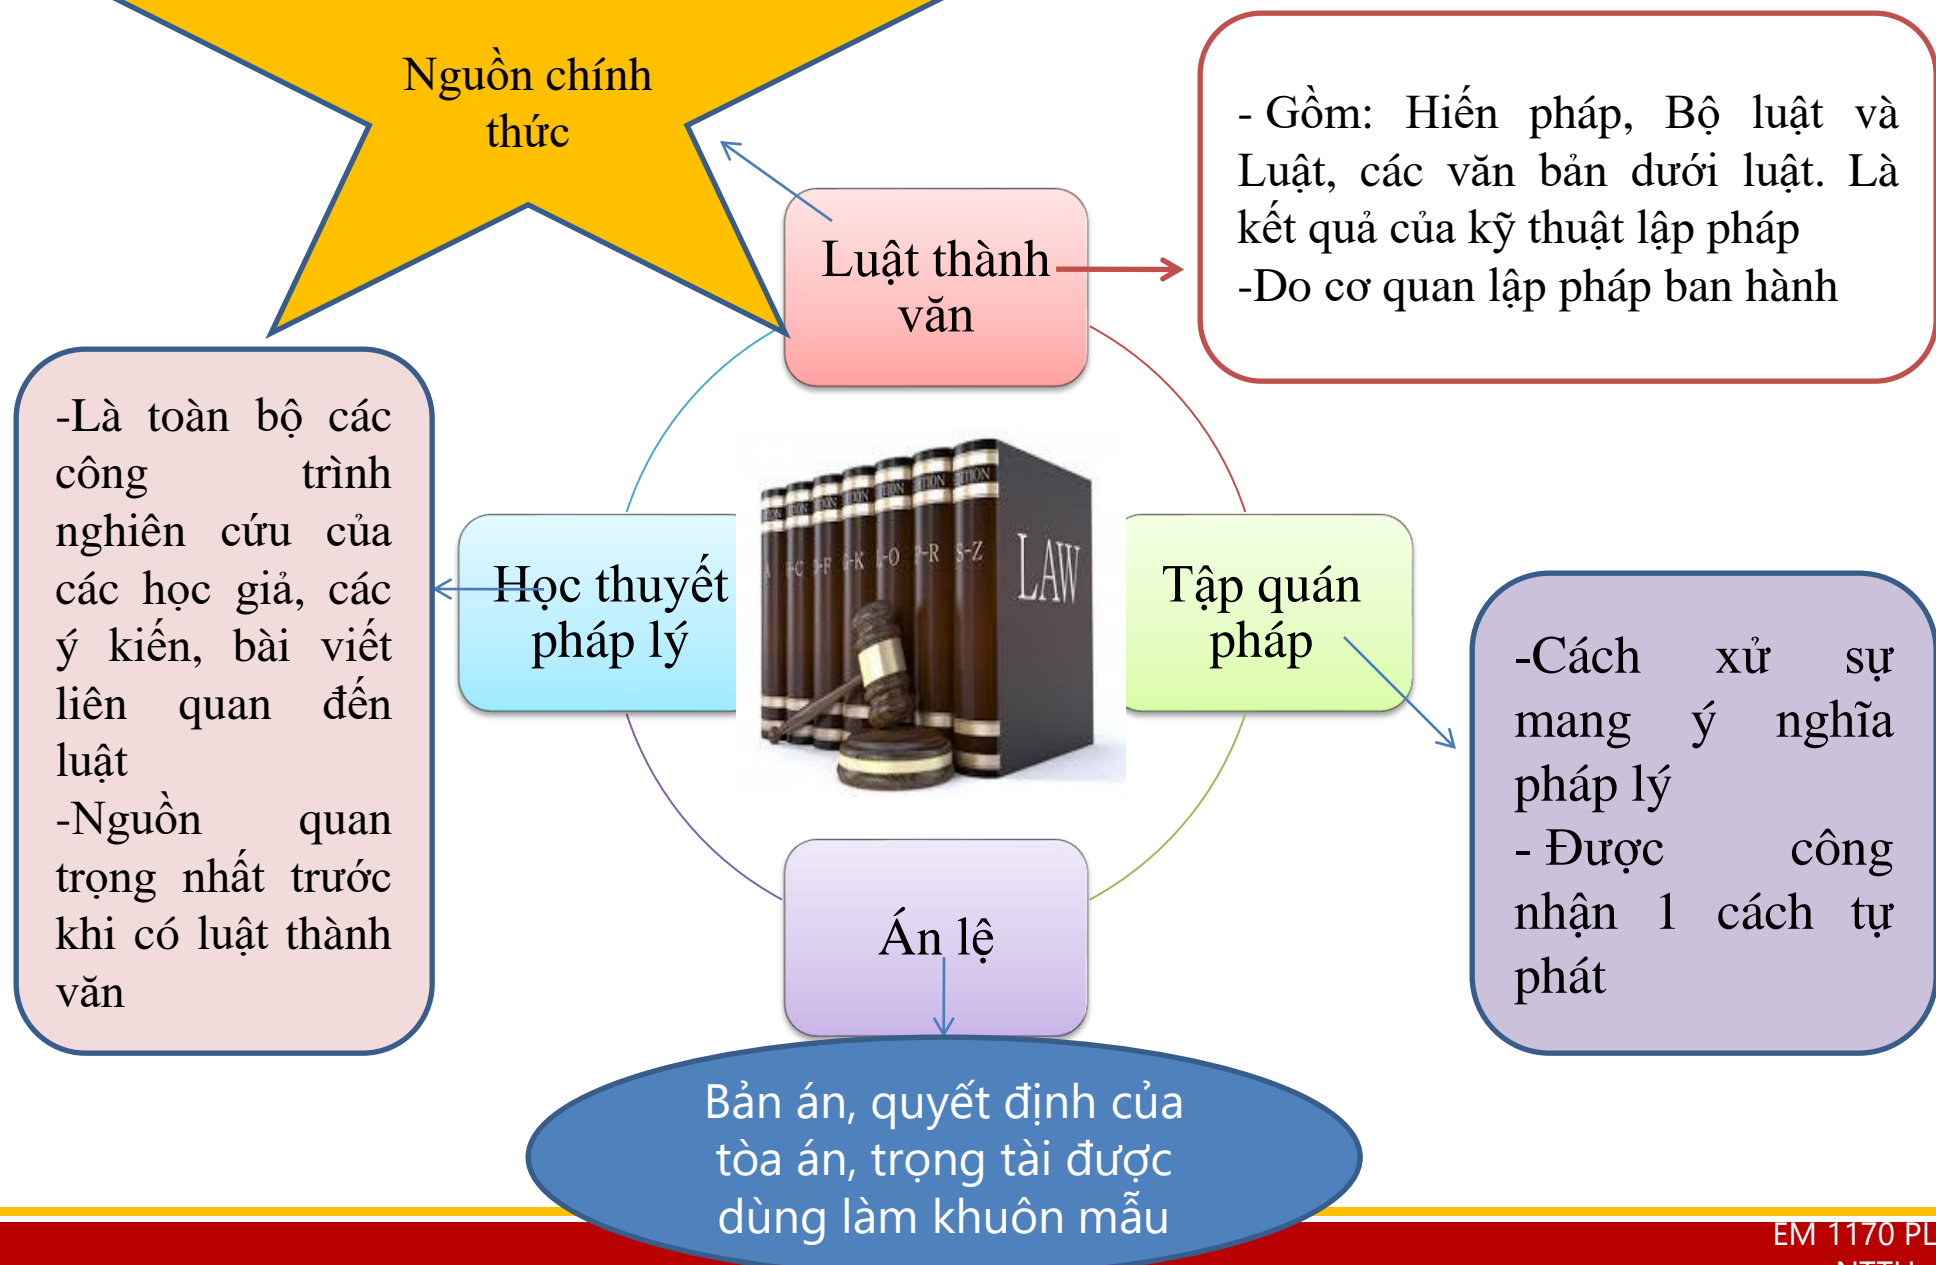 Nguồn chính
thức
- Gồm: Hiến pháp, Bộ luật và
Luật, các văn bản dưới luật. Là
kết quả của kỹ thuật lập pháp
-Do cơ quan lập pháp ban hành
Luật thành
văn
-Là toàn bộ các
công trình
nghiên cứu của
các học giả, các
ý kiến, bài viết
liên quan đến
luật
-Nguồn quan
trọng nhất trước
khi có luật thành
văn
Học thuyết
pháp lý
LAW
D-F G-K L-O P-R S-Z
Tập quán
pháp
-Cách xử sự
mang ý nghĩa
pháp lý
- Được công
nhận 1 cách tự
phát
Án lệ
Bản án, quyết định của
tòa án, trọng tài được
dùng làm khuôn mẫu
EM 1170 PL